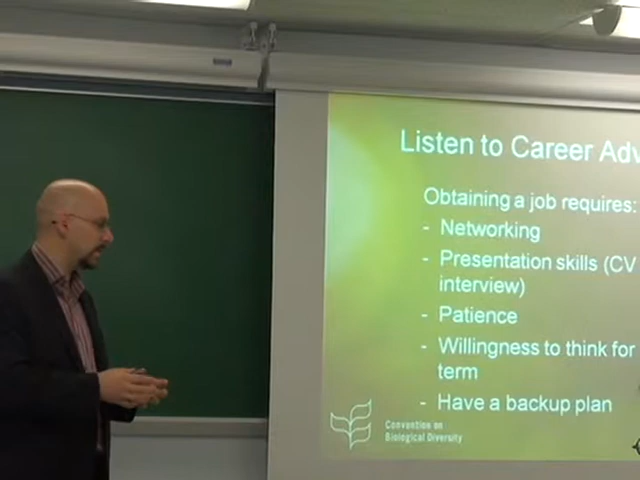 Listen to Career Adv
Obtaining a job requires:
- Networking
- Presentation skills (CV
interview)
- Patience
- Willingness to think for
term
- Have a backup plan
Convention on
Biological Diversity